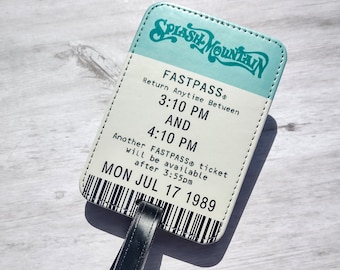 SPLASH MOUNTAIN
FASTPASS®
Return Anytime Between
3:10 PM
AND
4:10 PM
Another FASTPASS® ticket
will be available
after 3:55pm
MON JUL 17 1989